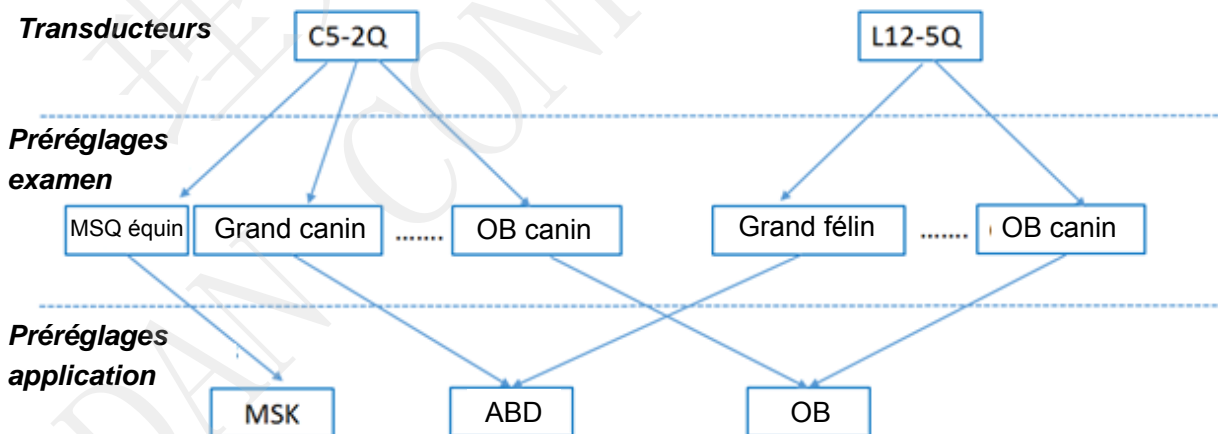 Transducteurs
C5-2Q
L12-5Q
Préréglages
examen
MSQ équin
Grand canin
.......
OB canin
Grand félin
.......
OB canin
Préréglages
application
MSK
ABD
OB